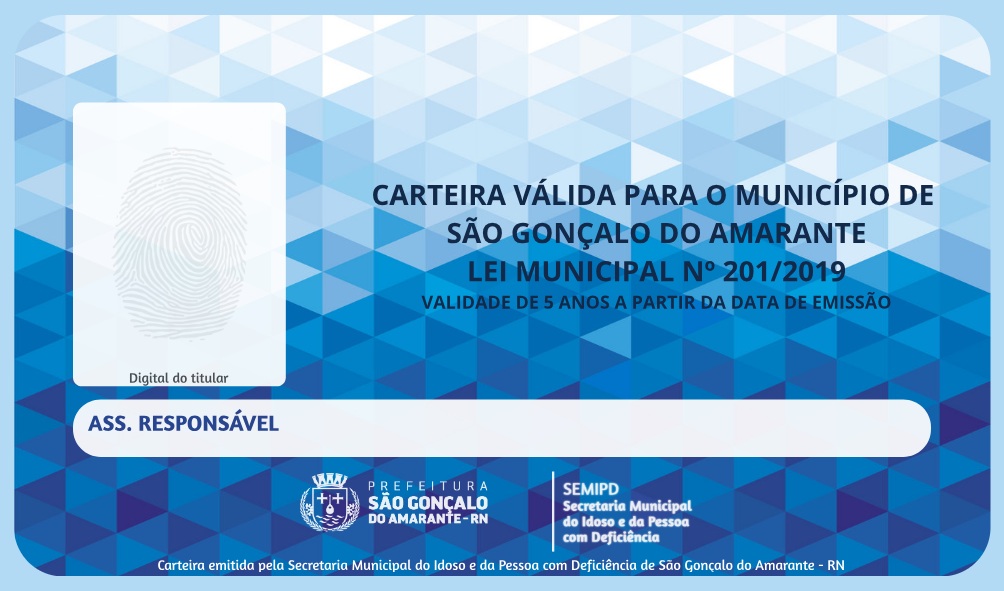 CARTEIRA VÁLIDA PARA O MUNICÍPIO DE
SÃO GONÇALO DO AMARANTE
LEI MUNICIPAL Nº 201/2019
VALIDADE DE 5 ANOS A PARTIR DA DATA DE EMISSÃO
Digital do titular
ASS. RESPONSÁVEL
PREFEITURA
SÃO GONÇALO
DO AMARANTE-RN
SEMIPD
Secretaria Municipal
do Idoso e da Pessoa
com Deficiência
Carteira emitida pela Secretaria Municipal do Idoso e da Pessoa com Deficiência de São Gonçalo do Amarante - RN